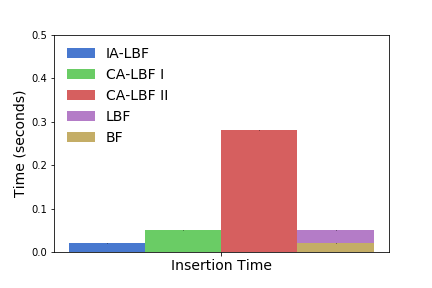 0.5
0.4
0.3
0.2
0.1
0.0
Time (seconds)
IA-LBF
CA-LBF I
CA-LBF II
LBF
BF
Insertion Time